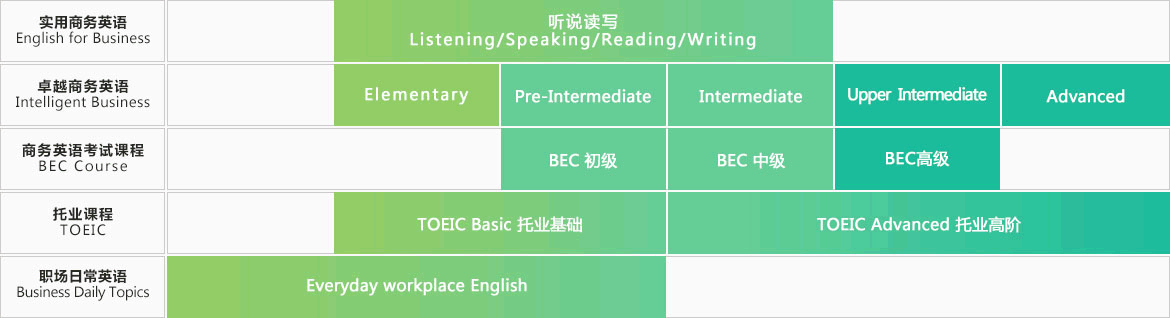 实用商务英语
English for Business
听说读写
Listening/Speaking/Reading/Writing
卓越商务英语
Intelligent Business
Elementary
Pre-Intermediate
Intermediate
Upper Intermediate
Advanced
商务英语考试课程
BEC Course
BEC 初级
BEC 中级
BEC高级
托业课程
TOEIC
TOEIC Basic 托业基础
TOEIC Advanced 托业高阶
职场日常英语
Business Daily Topics
Everyday workplace English